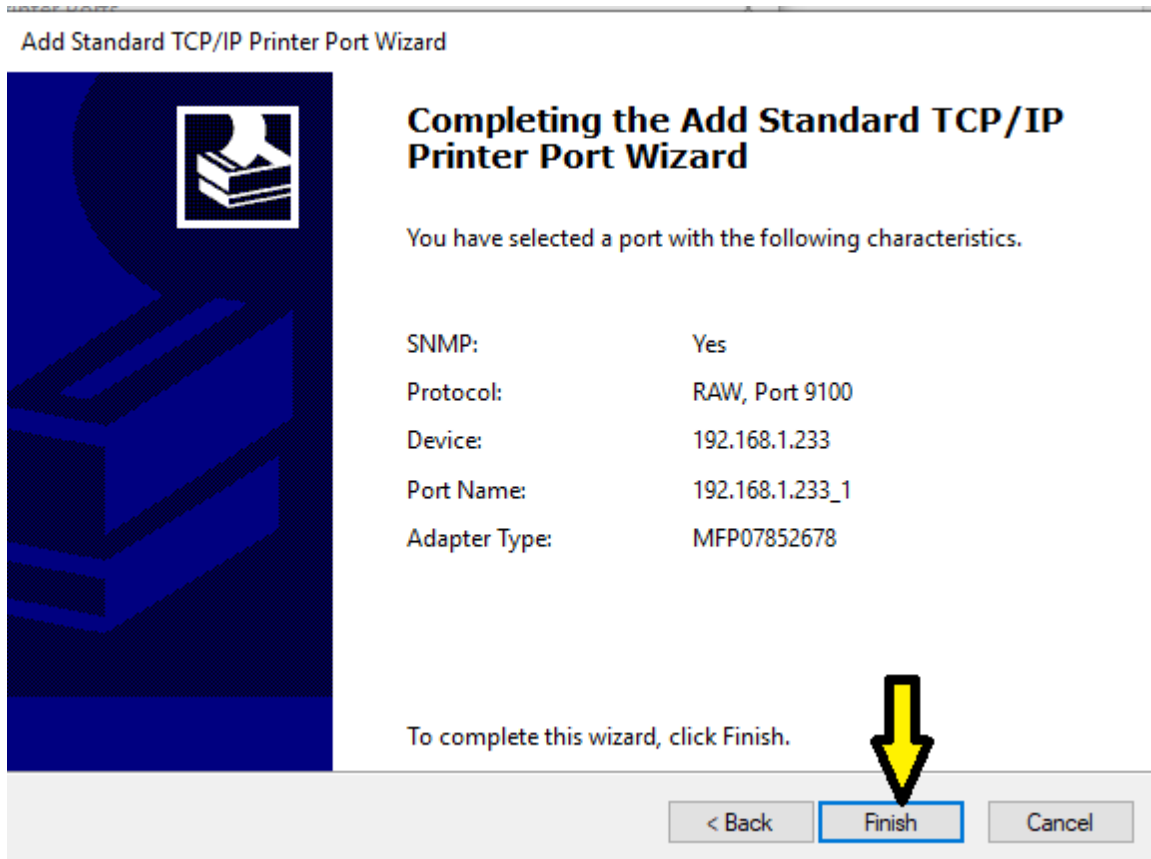 Add Standard TCP/IP Printer Port Wizard
Completing the Add Standard TCP/IP
Printer Port Wizard
You have selected a port with the following characteristics.
SNMP: Yes
Protocol: RAW, Port 9100
Device: 192.168.1.233
Port Name: 192.168.1.233_1
Adapter Type: MFP07852678
To complete this wizard, click Finish.
< Back Finish Cancel